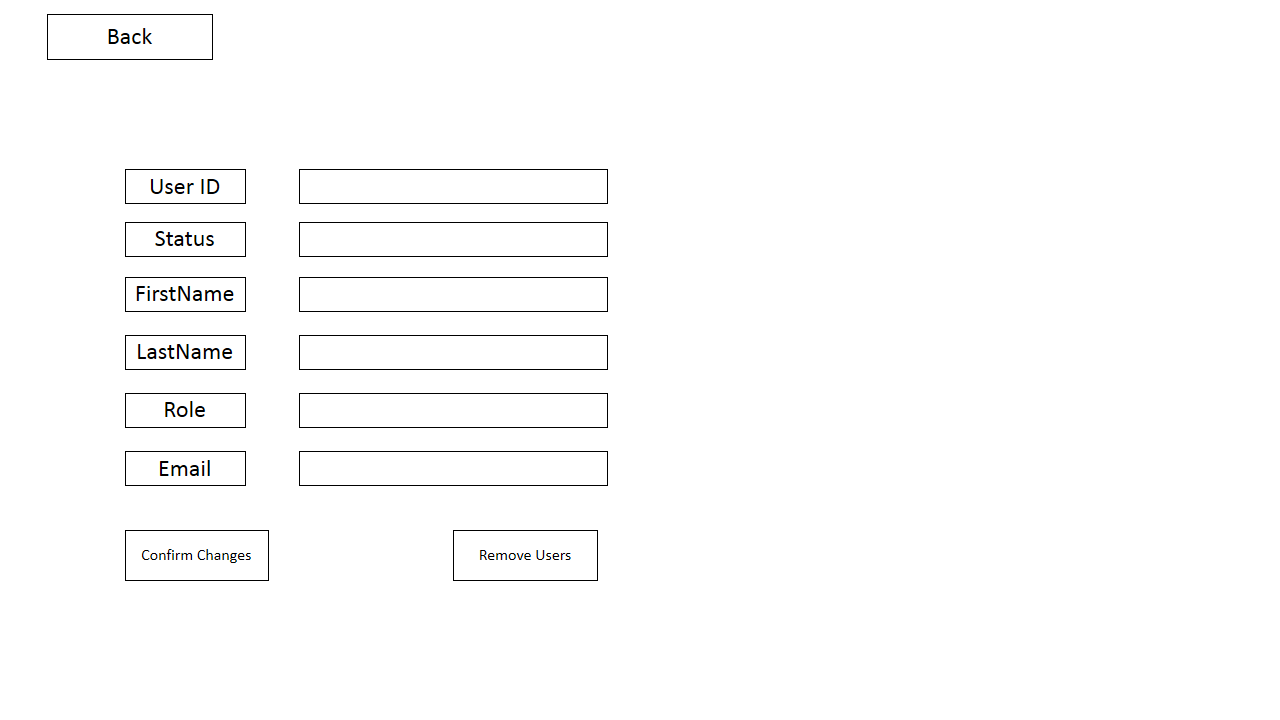 Back
User ID
Status
FirstName
LastName
Role
Email
Confirm Changes
Remove Users